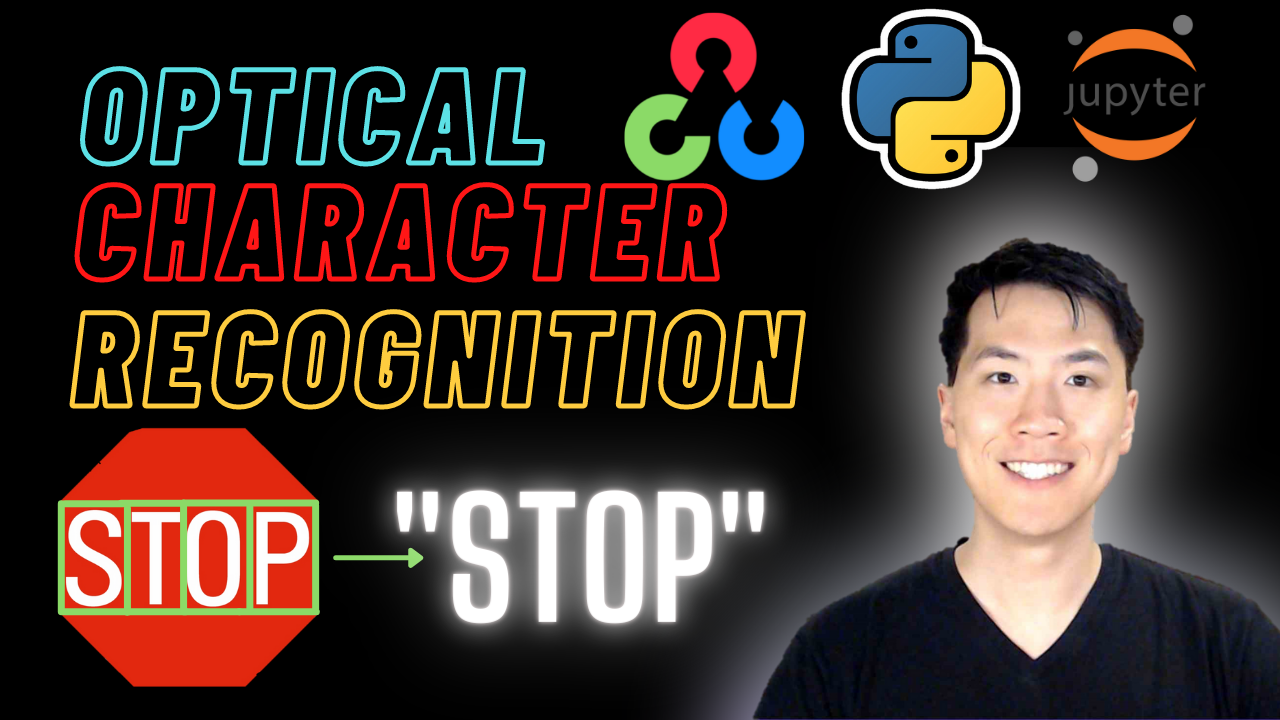 OPTICAL
CHARACTER
RECOGNITION
jupyter
STOP
"STOP"